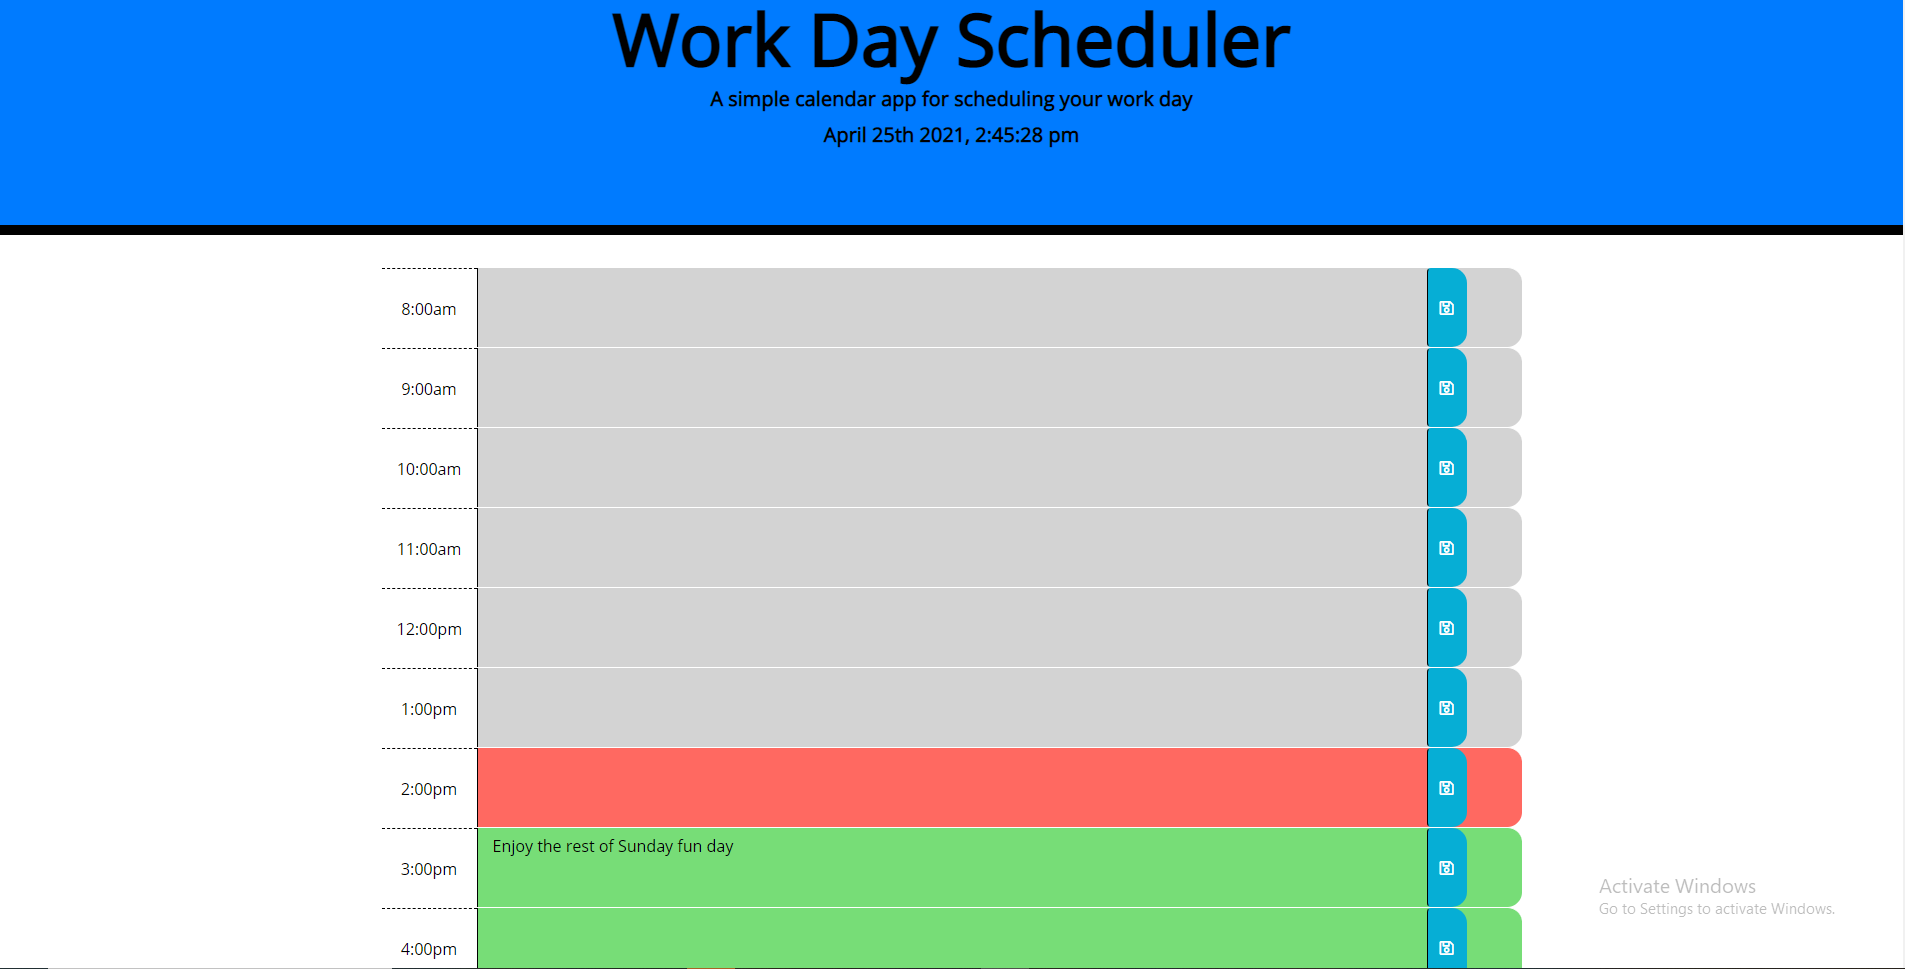 Work Day Scheduler
A simple calendar app for scheduling your work day
April 25th 2021, 2:45:28 pm
8:00am
9:00am
10:00am
11:00am
12:00pm
1:00pm
2:00pm
Enjoy the rest of Sunday fun day
3:00pm
4:00pm
Activate Windows
Go to Settings to activate Windows.